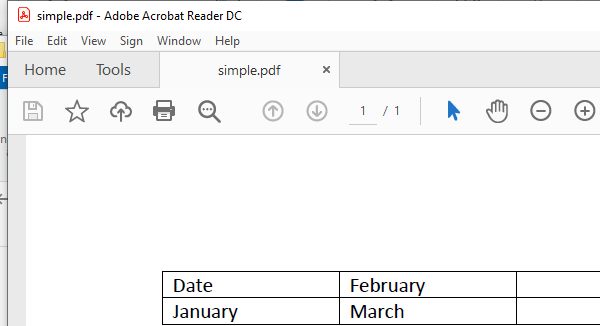 simple.pdf - Adobe Acrobat Reader DC
File Edit View Sign Window Help
Home Tools simple.pdf ×
1 / 1
Date February
January March